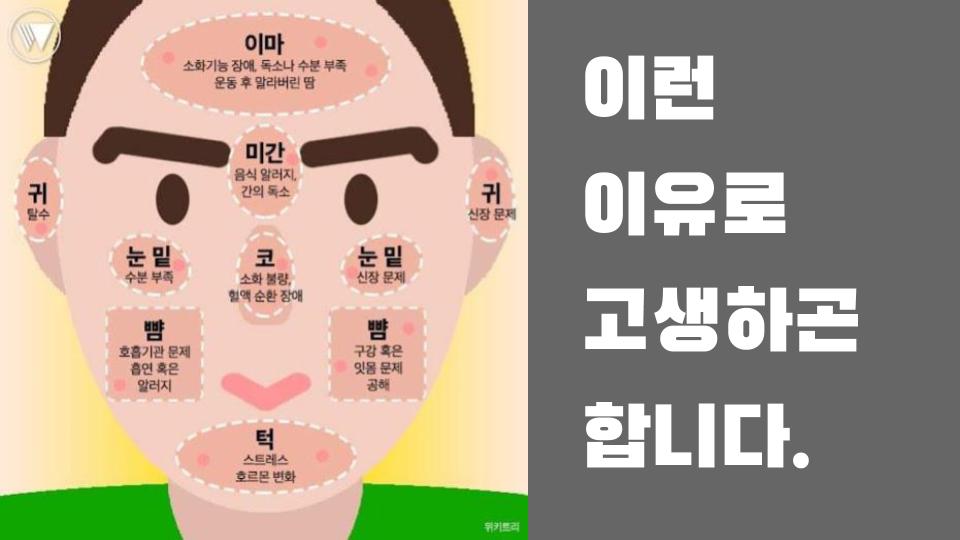 이마
소화기능 장애, 독소나 수분 부족
운동 후 말라버린 땀
미간
음식 알러지,
간의 독소
귀
탈수
귀
신장 문제
눈 밑
수분 부족
코
소화 불량,
혈액 순환 장애
눈 밑
신장 문제
뺨
호흡기관 문제
흡연 혹은
알러지
뺨
구강 혹은
잇몸 문제
공해
턱
스트레스
호르몬 변화
위키트리
이런
이유로
고생하곤
합니다.